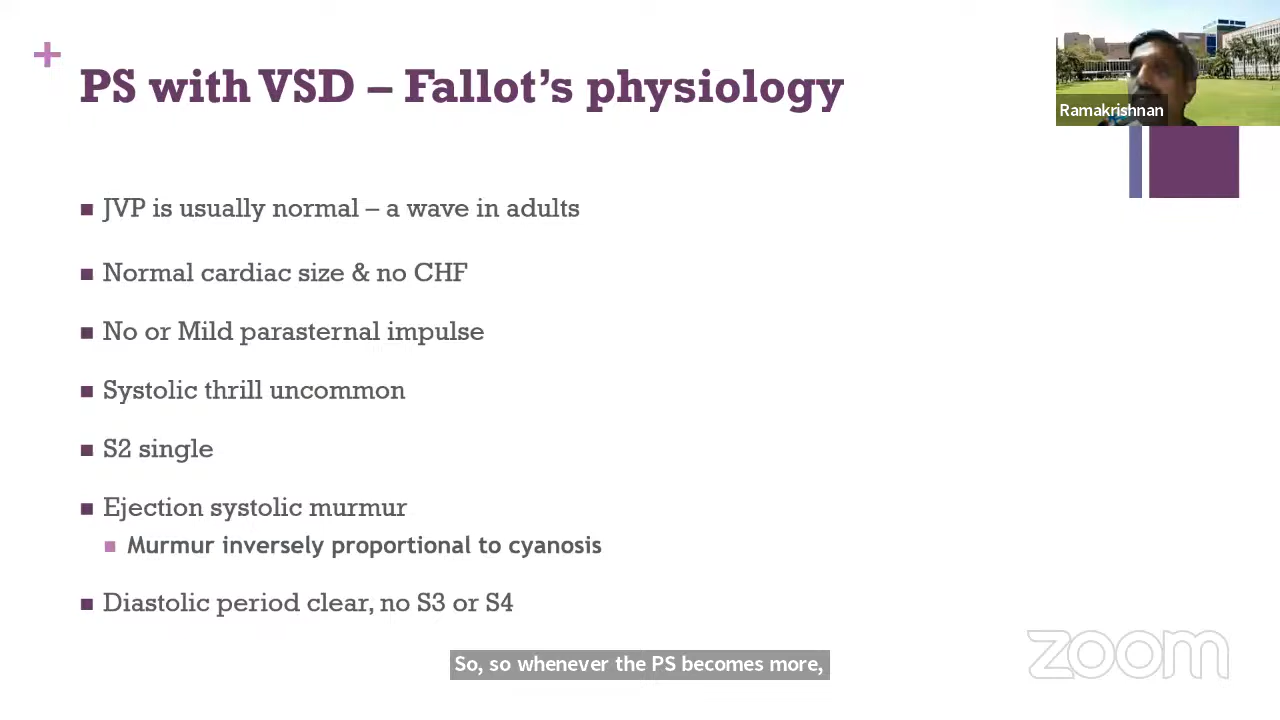 PS with VSD – Fallot's physiology
Ramakrishnan
JVP is usually normal – a wave in adults
Normal cardiac size & no CHF
No or Mild parasternal impulse
Systolic thrill uncommon
S2 single
Ejection systolic murmur
Murmur inversely proportional to cyanosis
Diastolic period clear, no S3 or S4
So, so whenever the PS becomes more,
zoom